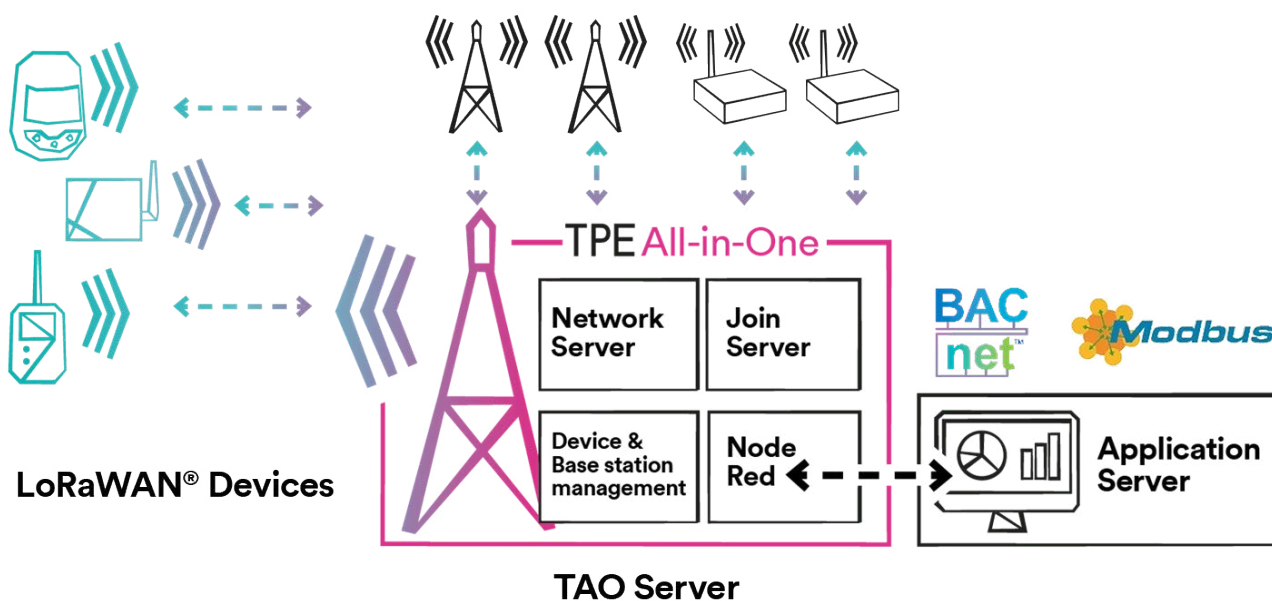 TPE All-in-One
Network
Server
Join
Server
BAC
net™
Modbus
Device &
Base station
management
Node
Red
Application
Server
LoRaWAN® Devices
TAO Server